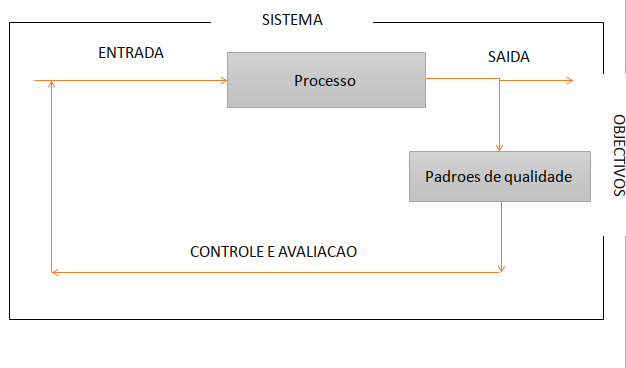 SISTEMA
ENTRADA
SAIDA
Processo
OBJECTIVOS
Padroes de qualidade
CONTROLE E AVALIACAO